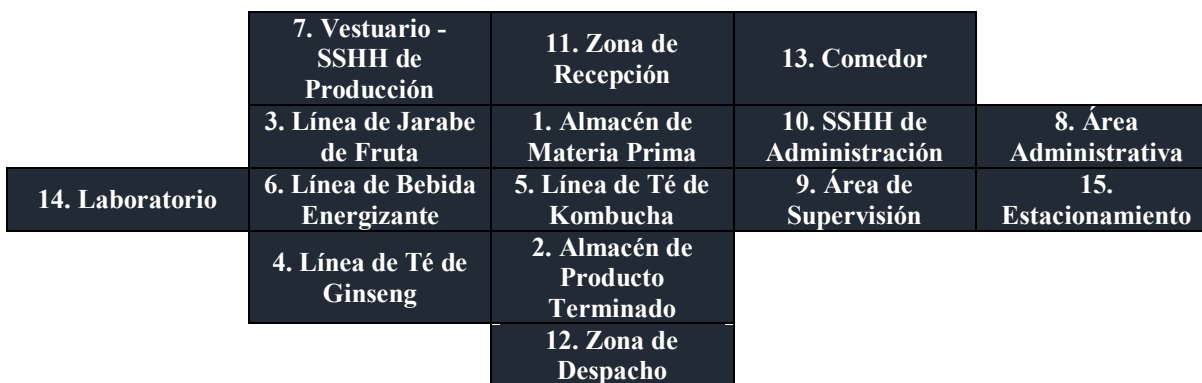 7. Vestuario -
SSHH de
Producción
11. Zona de
Recepción
13. Comedor
3. Línea de Jarabe
de Fruta
1. Almacén de
Materia Prima
10. SSHH de
Administración
8. Área
Administrativa
14. Laboratorio
6. Línea de Bebida
Energizante
5. Línea de Té de
Kombucha
9. Área de
Supervisión
15.
Estacionamiento
4. Línea de Té de
Ginseng
2. Almacén de
Producto
Terminado
12. Zona de
Despacho